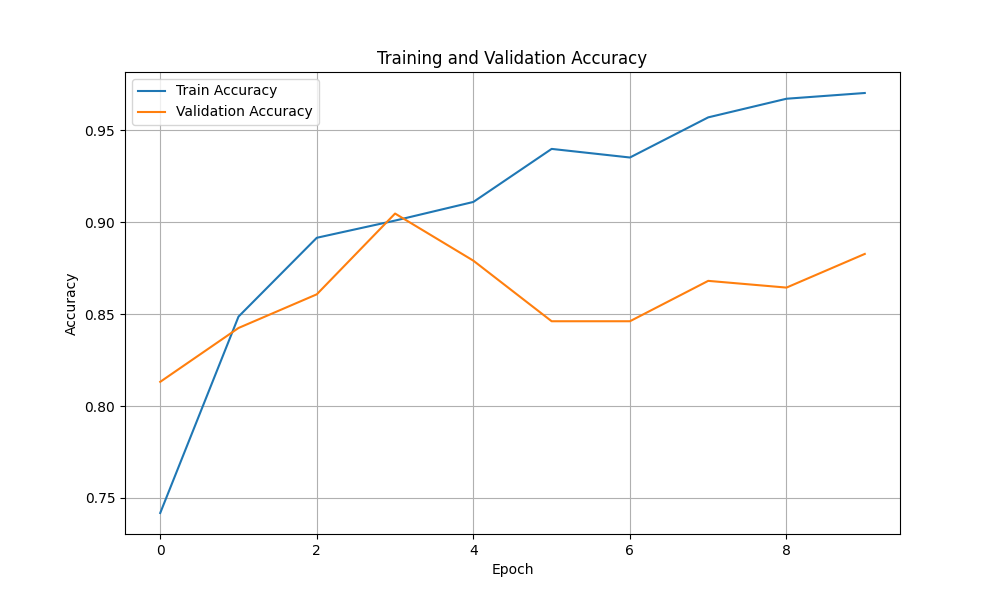 Training and Validation Accuracy
Train Accuracy
Validation Accuracy
0.95
0.90
0.85
0.80
0.75
Accuracy
0 2 4 6 8
Epoch